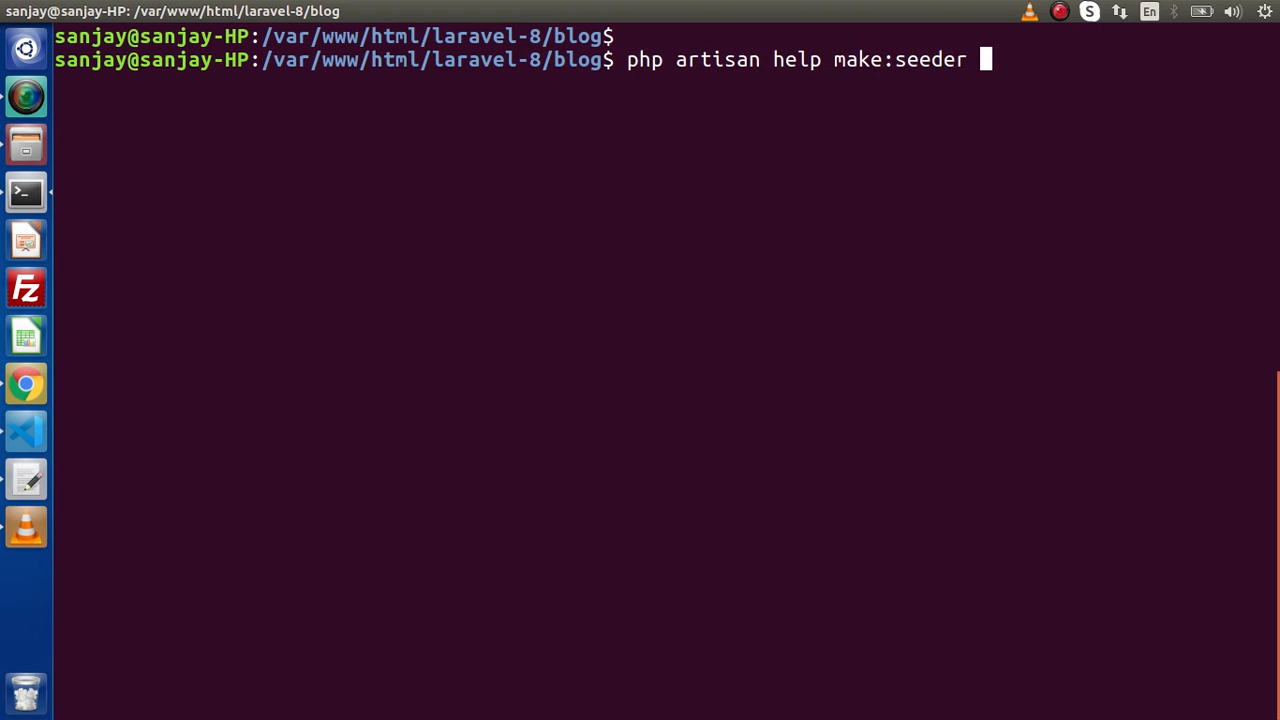 sanjay@sanjay-HP: /var/www/html/laravel-8/blog
S
En
sanjay@sanjay-HP:/var/www/html/laravel-8/blog$
sanjay@sanjay-HP:/var/www/html/laravel-8/blog$ php artisan help make:seeder
>_
Fz